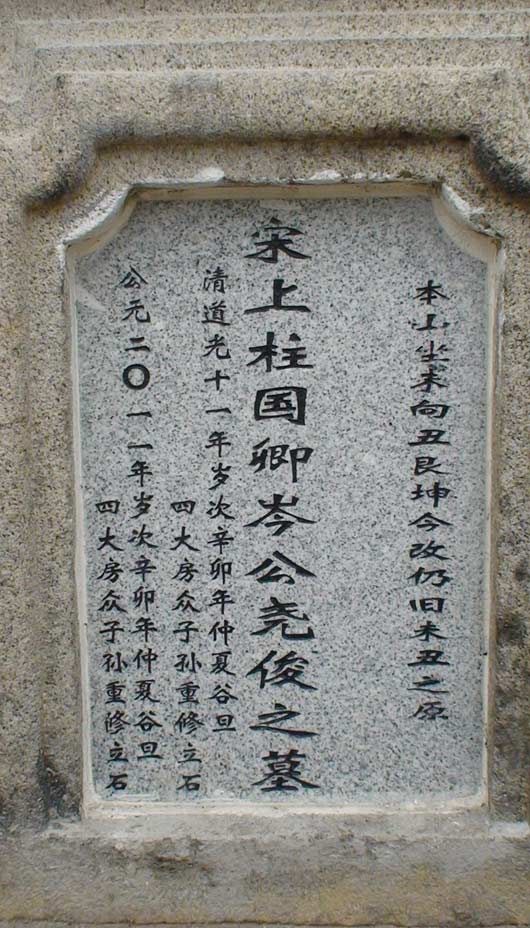 本山坐未向丑艮坤今改仍旧未丑之原
宋上柱国卿岑公尧俊之墓
清道光十一年岁次辛卯年仲夏谷旦
四大房众子孙重修立石
公元二〇一一年岁次辛卯年仲夏谷旦
四大房众子孙重修立石